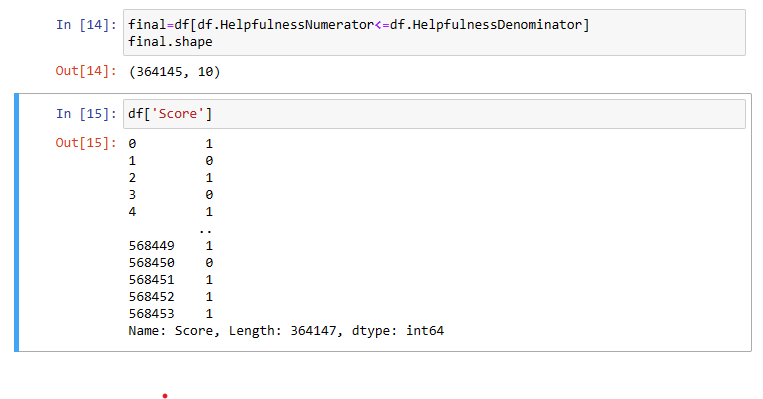 In [14]: final=df[df.HelpfulnessNumerator<=df.HelpfulnessDenominator]
final.shape
Out[14]: (364145, 10)
In [15]: df['Score']
Out[15]: 0 1
1 0
2 1
3 0
4 1
..
568449 1
568450 0
568451 1
568452 1
568453 1
Name: Score, Length: 364147, dtype: int64